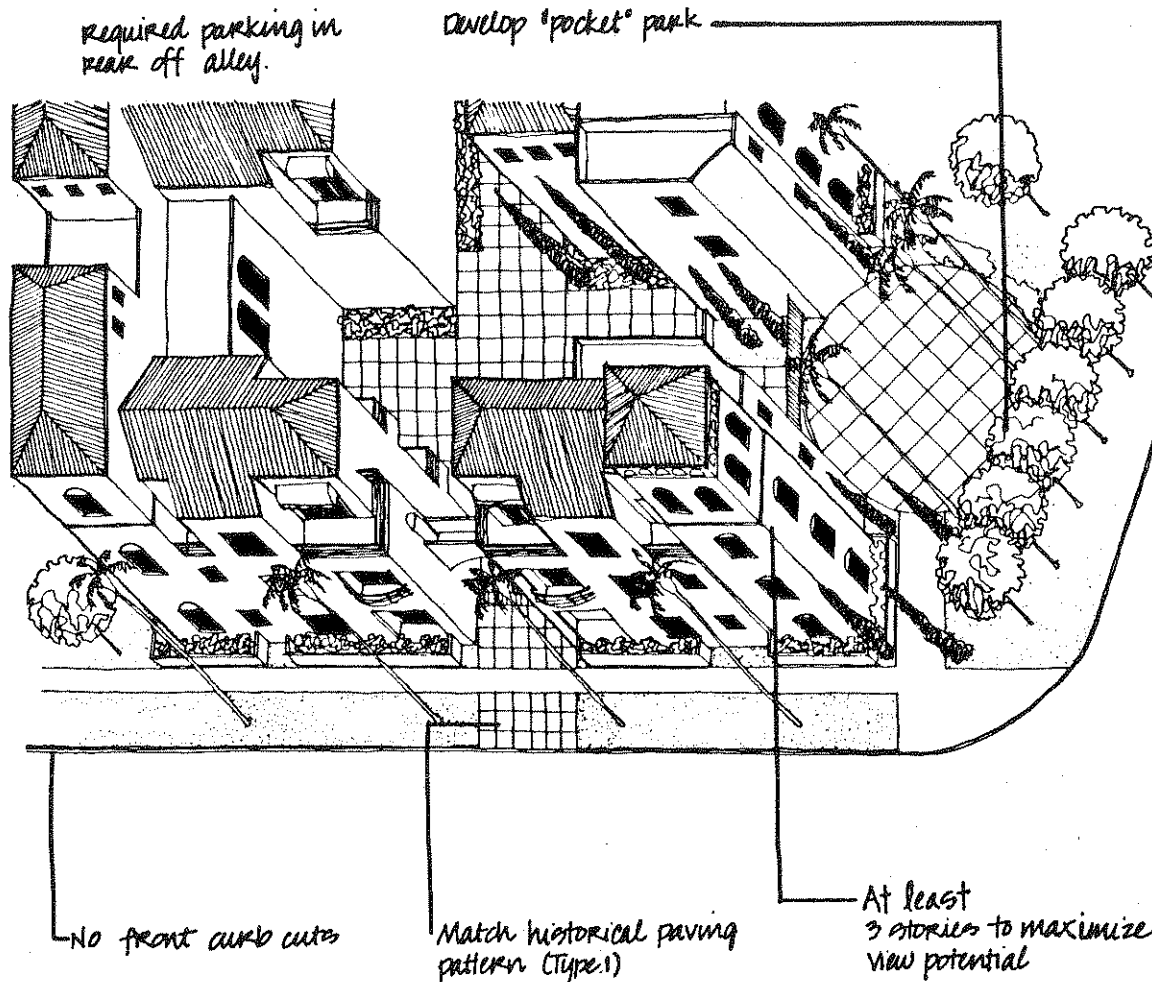 Required parking in
rear off alley.
Develop "pocket" park
No front curb cuts
Match historical paving
pattern (Type.1)
At least
3 stories to maximize
view potential